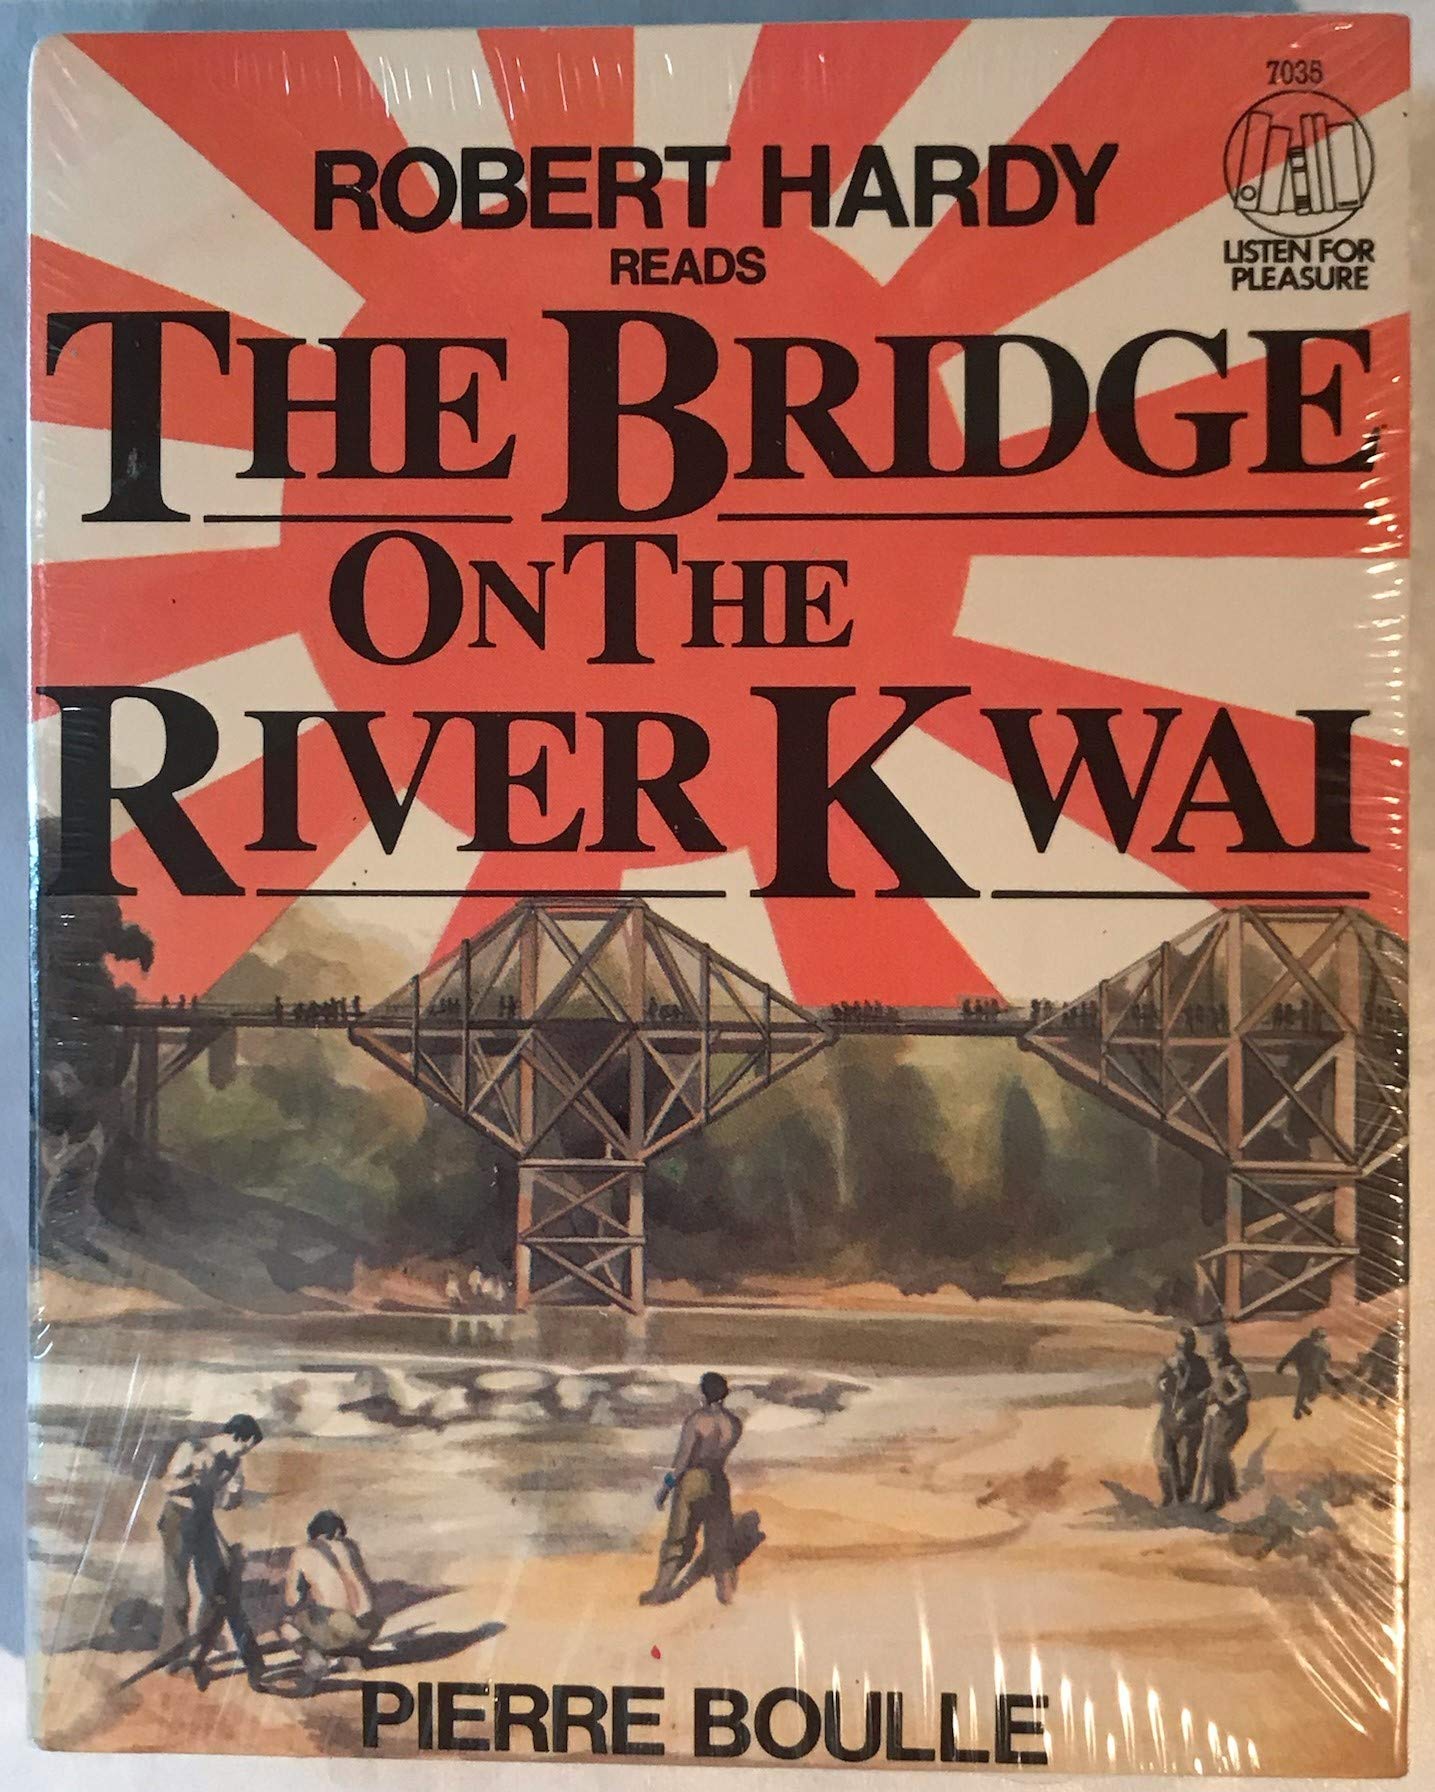 7035
LISTEN FOR
PLEASURE
ROBERT HARDY
READS
THE BRIDGE
ON THE
RIVER KWAI
PIERRE BOULLE